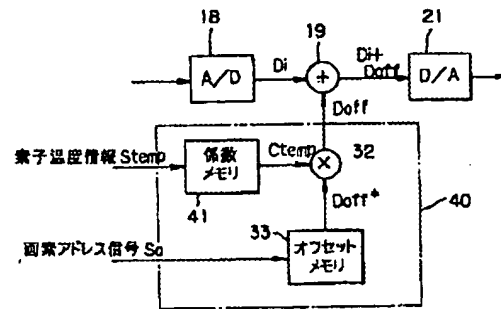 18
19
21
A/D
Di
+
Di+
Doff
D/A
Doff
素子温度情報 Stemp
係数
メモリ
41
Ctemp
×
32
Doff*
40
画素アドレス信号 Sa
33
オフセット
メモリ